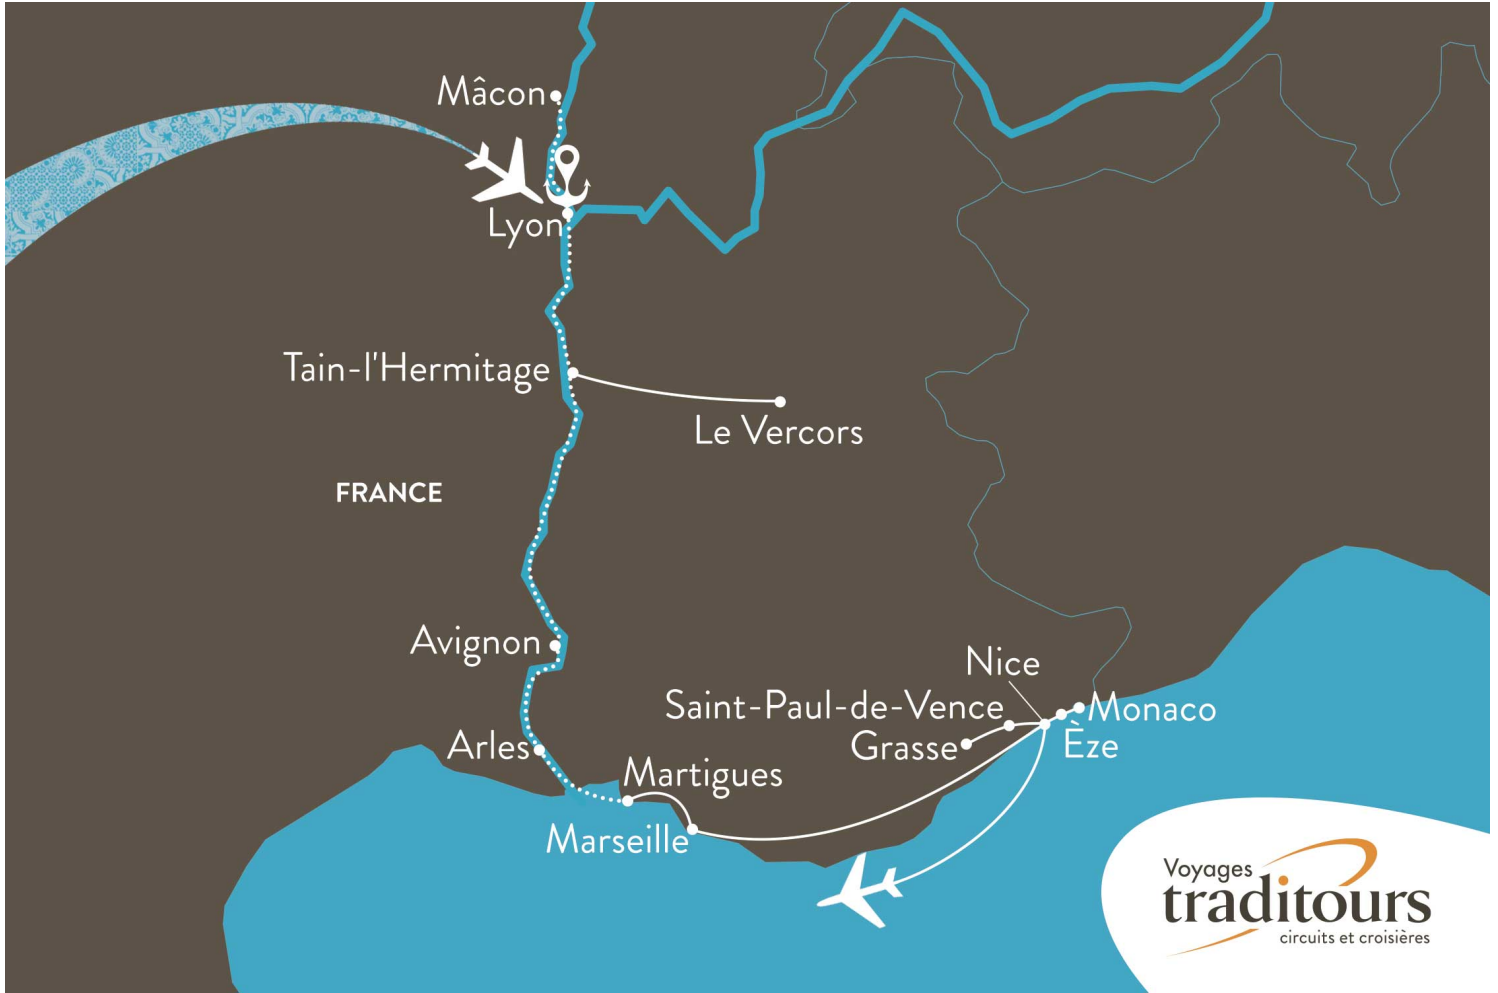 Mâcon
Lyon
Tain-l'Hermitage
Le Vercors
FRANCE
Avignon
Nice
Saint-Paul-de-Vence
Monaco
Grasse
Èze
Arles
Martigues
Marseille
Voyages
traditours
circuits et croisières